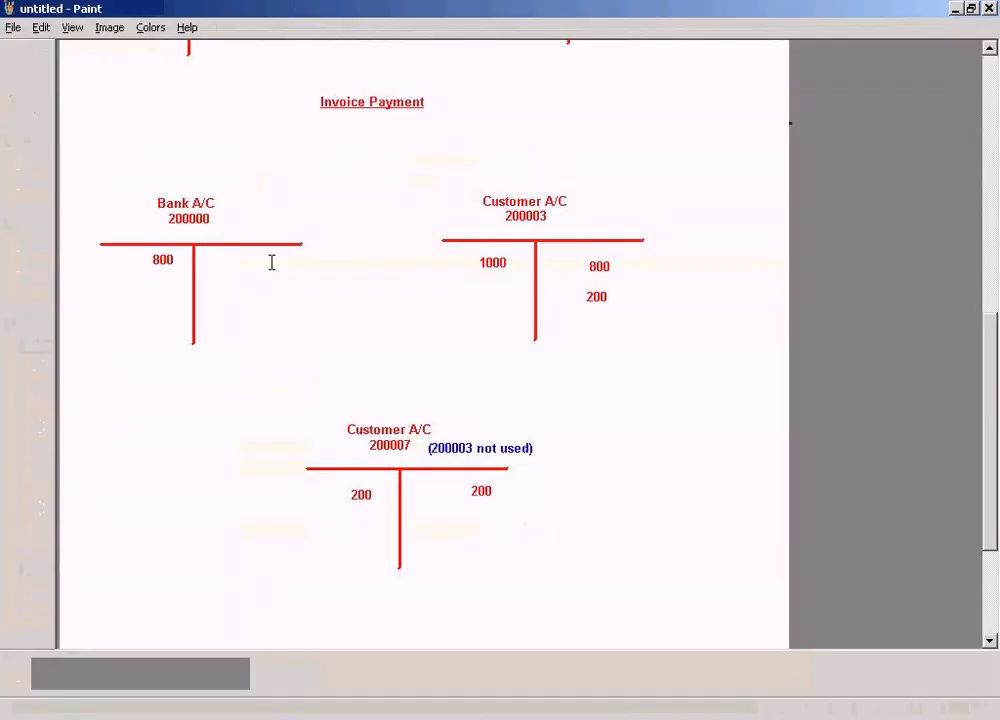 untitled - Paint
File Edit View Image Colors Help
Invoice Payment
Bank A/C
200000
800
Customer A/C
200003
1000
800
200
Customer A/C
200007
(200003 not used)
200
200